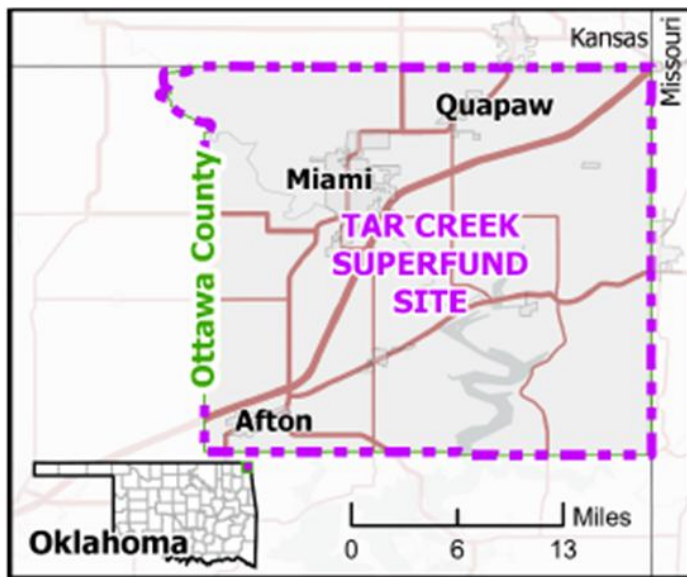 Kansas
Missouri
Quapaw
Miami
Ottawa County
TAR CREEK
SUPERFUND
SITE
Afton
Oklahoma
Miles
0 6 13